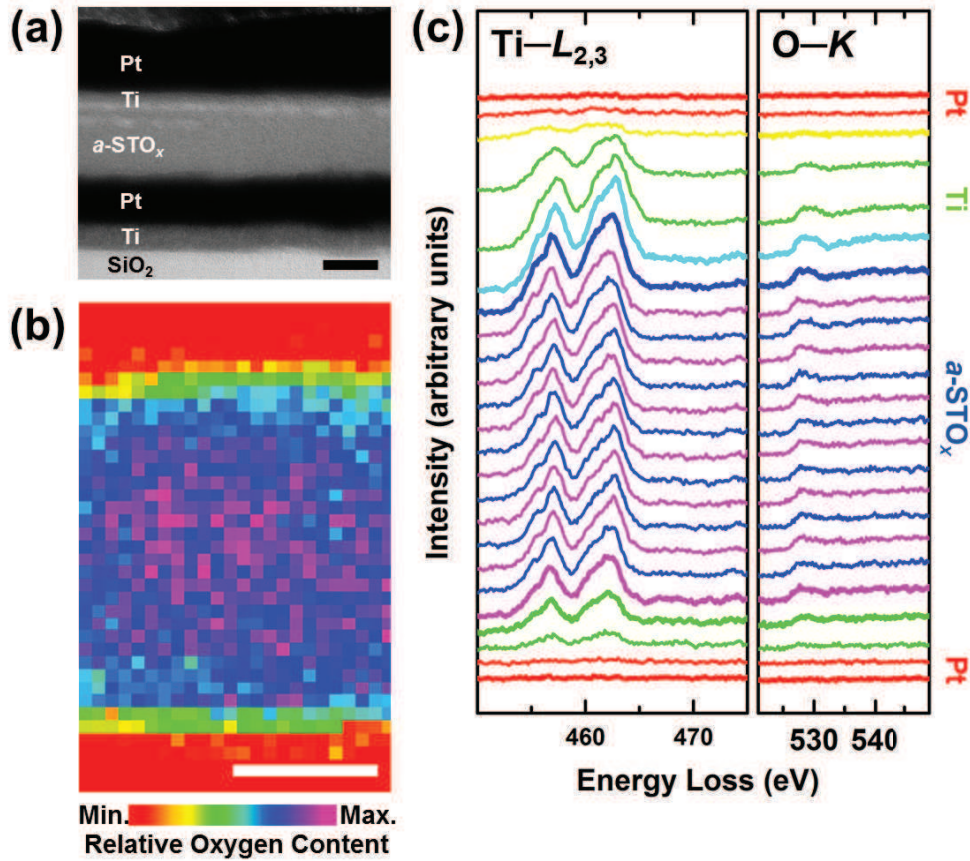 (a)
Pt
Ti
a-STOₓ
Pt
Ti
SiO₂
(b)
Min. Max.
Relative Oxygen Content
(c)
Ti—L₂,₃
O—K
Pt
Ti
a-STOₓ
Pt
Intensity (arbitrary units)
460 470
530 540
Energy Loss (eV)